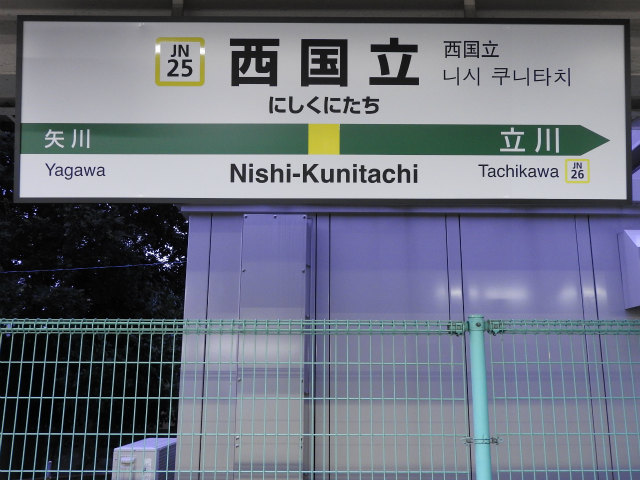 JN
25
西国立
西国立
니시 쿠니타치
にしくにたち
矢川
立川
Yagawa
Nishi-Kunitachi
Tachikawa
JN
26